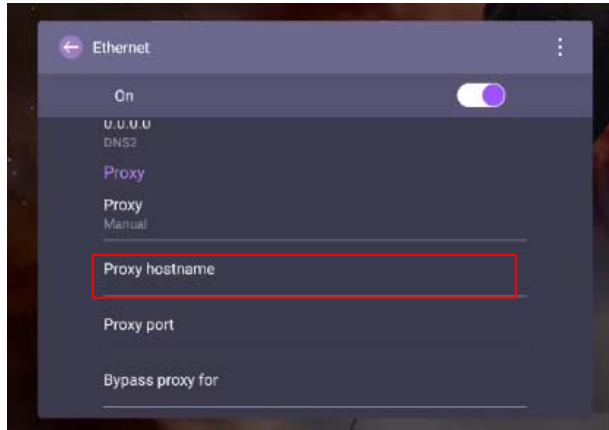 Ethernet
On
0.0.0.0
DNS2
Proxy
Proxy
Manual
Proxy hostname
Proxy port
Bypass proxy for